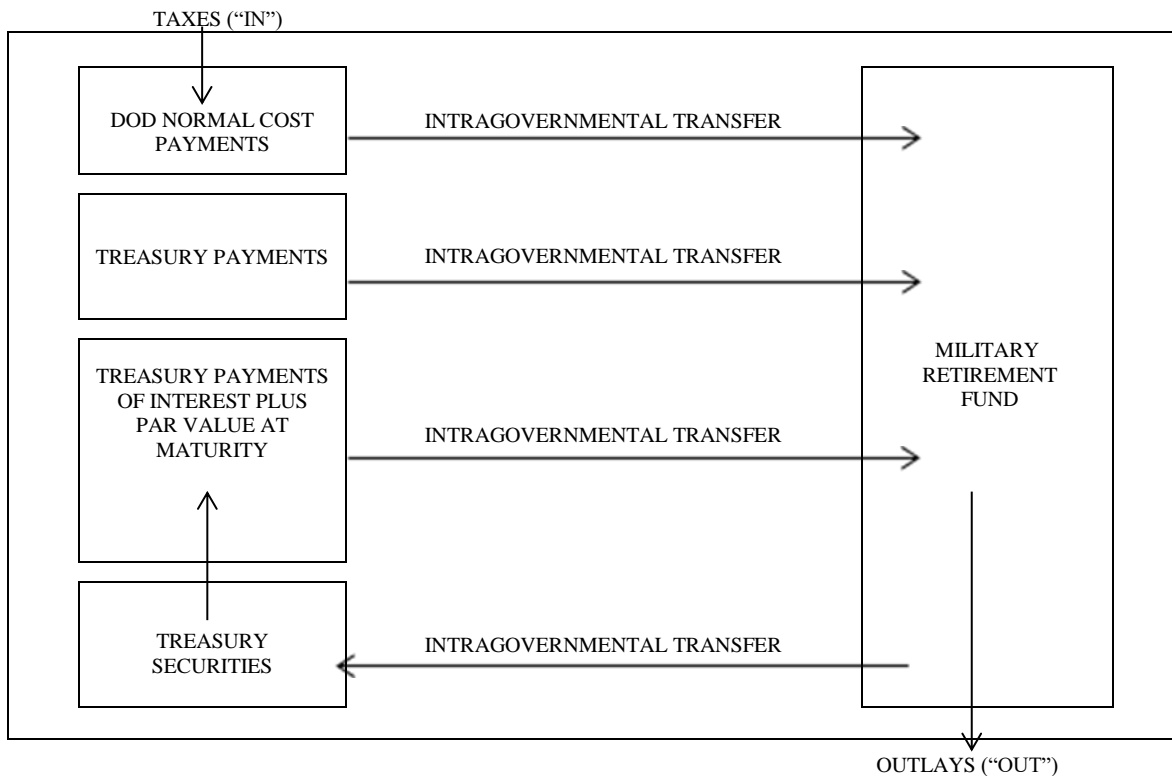 TAXES (“IN”)
DOD NORMAL COST
PAYMENTS
INTRAGOVERNMENTAL TRANSFER
TREASURY PAYMENTS
INTRAGOVERNMENTAL TRANSFER
TREASURY PAYMENTS
OF INTEREST PLUS
PAR VALUE AT
MATURITY
INTRAGOVERNMENTAL TRANSFER
MILITARY
RETIREMENT
FUND
TREASURY
SECURITIES
INTRAGOVERNMENTAL TRANSFER
OUTLAYS (“OUT”)